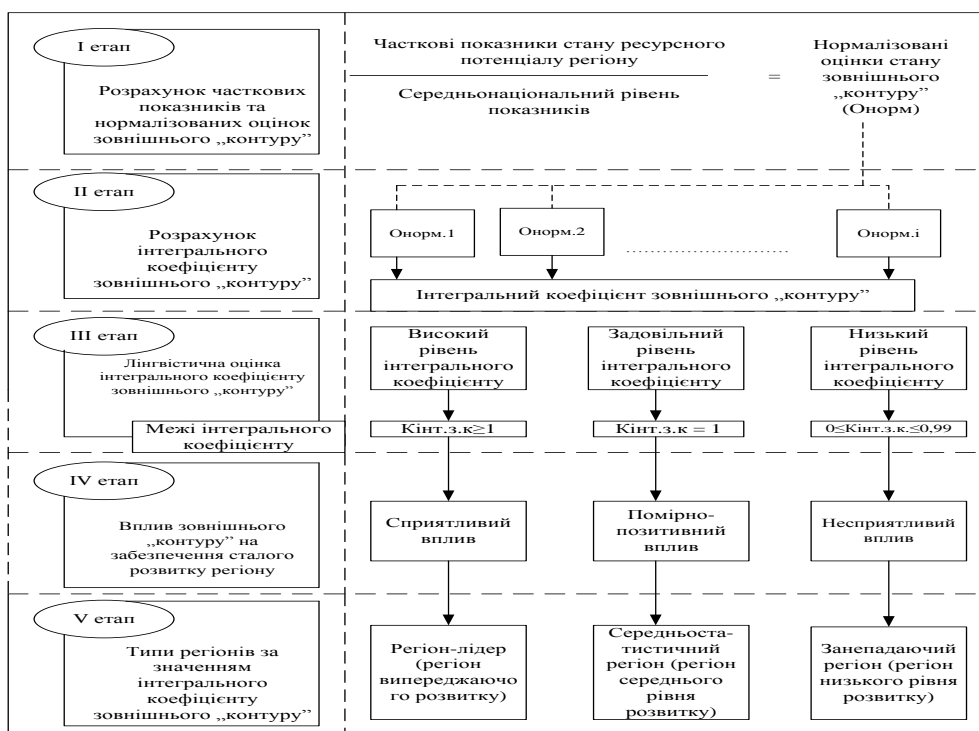 І етап
Розрахунок часткових
показників та
нормалізованих оцінок
зовнішнього „контуру”
Часткові показники стану ресурсного
потенціалу регіону
Середньонаціональний рівень
показників
=
Нормалізовані
оцінки стану
зовнішнього
„контуру”
(Онорм)
ІІ етап
Розрахунок
інтегрального
коефіцієнту
зовнішнього „контуру”
Онорм.1
Онорм.2
Онорм.і
Інтегральний коефіцієнт зовнішнього „контуру”
ІІІ етап
Лінгвістична оцінка
інтегрального коефіцієнту
зовнішнього „контуру”
Межі інтегрального
коефіцієнту
Високий
рівень
інтегрального
коефіцієнту
Задовільний
рівень
інтегрального
коефіцієнту
Низький
рівень
інтегрального
коефіцієнту
Кінт.з.к≥1
Кінт.з.к = 1
0≤Кінт.з.к.≤0,99
IV етап
Вплив зовнішнього
„контуру” на
забезпечення сталого
розвитку регіону
Сприятливий
вплив
Помірно-
позитивний
вплив
Несприятливий
вплив
V етап
Типи регіонів за
значенням
інтегрального
коефіцієнту
зовнішнього „контуру”
Регіон-лідер
(регіон
випереджаючо
го розвитку)
Середньоста-
тистичний
регіон (регіон
середнього
рівня
розвитку)
Занепадаючий
регіон (регіон
низького рівня
розвитку)